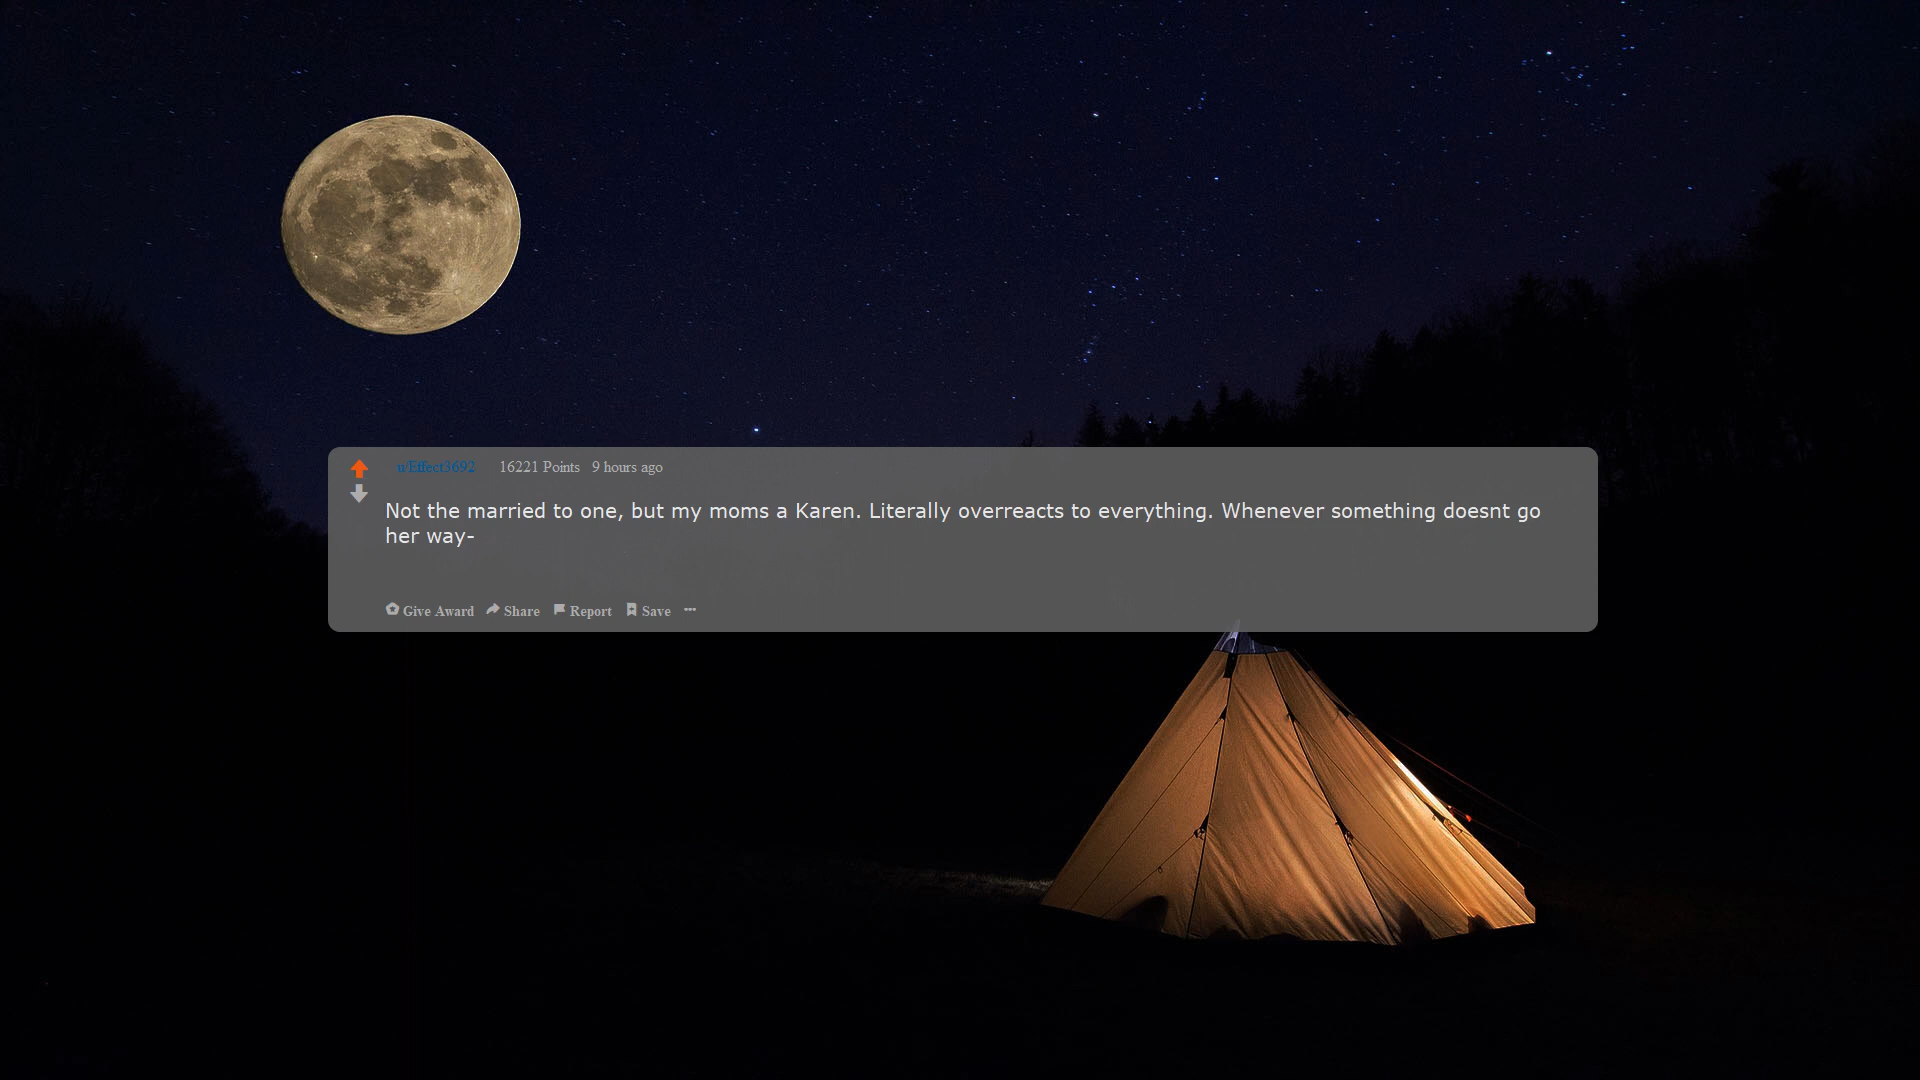 u/Effect3692 16221 Points 9 hours ago
Not the married to one, but my moms a Karen. Literally overreacts to everything. Whenever something doesnt go
her way-
Give Award Share Report Save ...